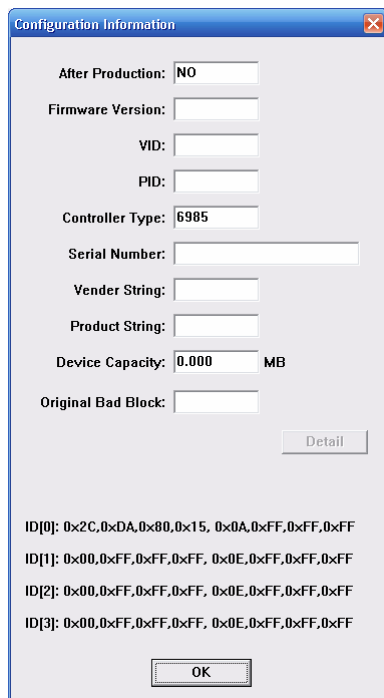 Configuration Information
After Production: NO
Firmware Version:
VID:
PID:
Controller Type: 6985
Serial Number:
Vender String:
Product String:
Device Capacity: 0.000 MB
Original Bad Block:
Detail
ID[0]: 0x2C,0xDA,0x80,0x15, 0x0A,0xFF,0xFF,0xFF
ID[1]: 0x00,0xFF,0xFF,0xFF, 0x0E,0xFF,0xFF,0xFF
ID[2]: 0x00,0xFF,0xFF,0xFF, 0x0E,0xFF,0xFF,0xFF
ID[3]: 0x00,0xFF,0xFF,0xFF, 0x0E,0xFF,0xFF,0xFF
OK